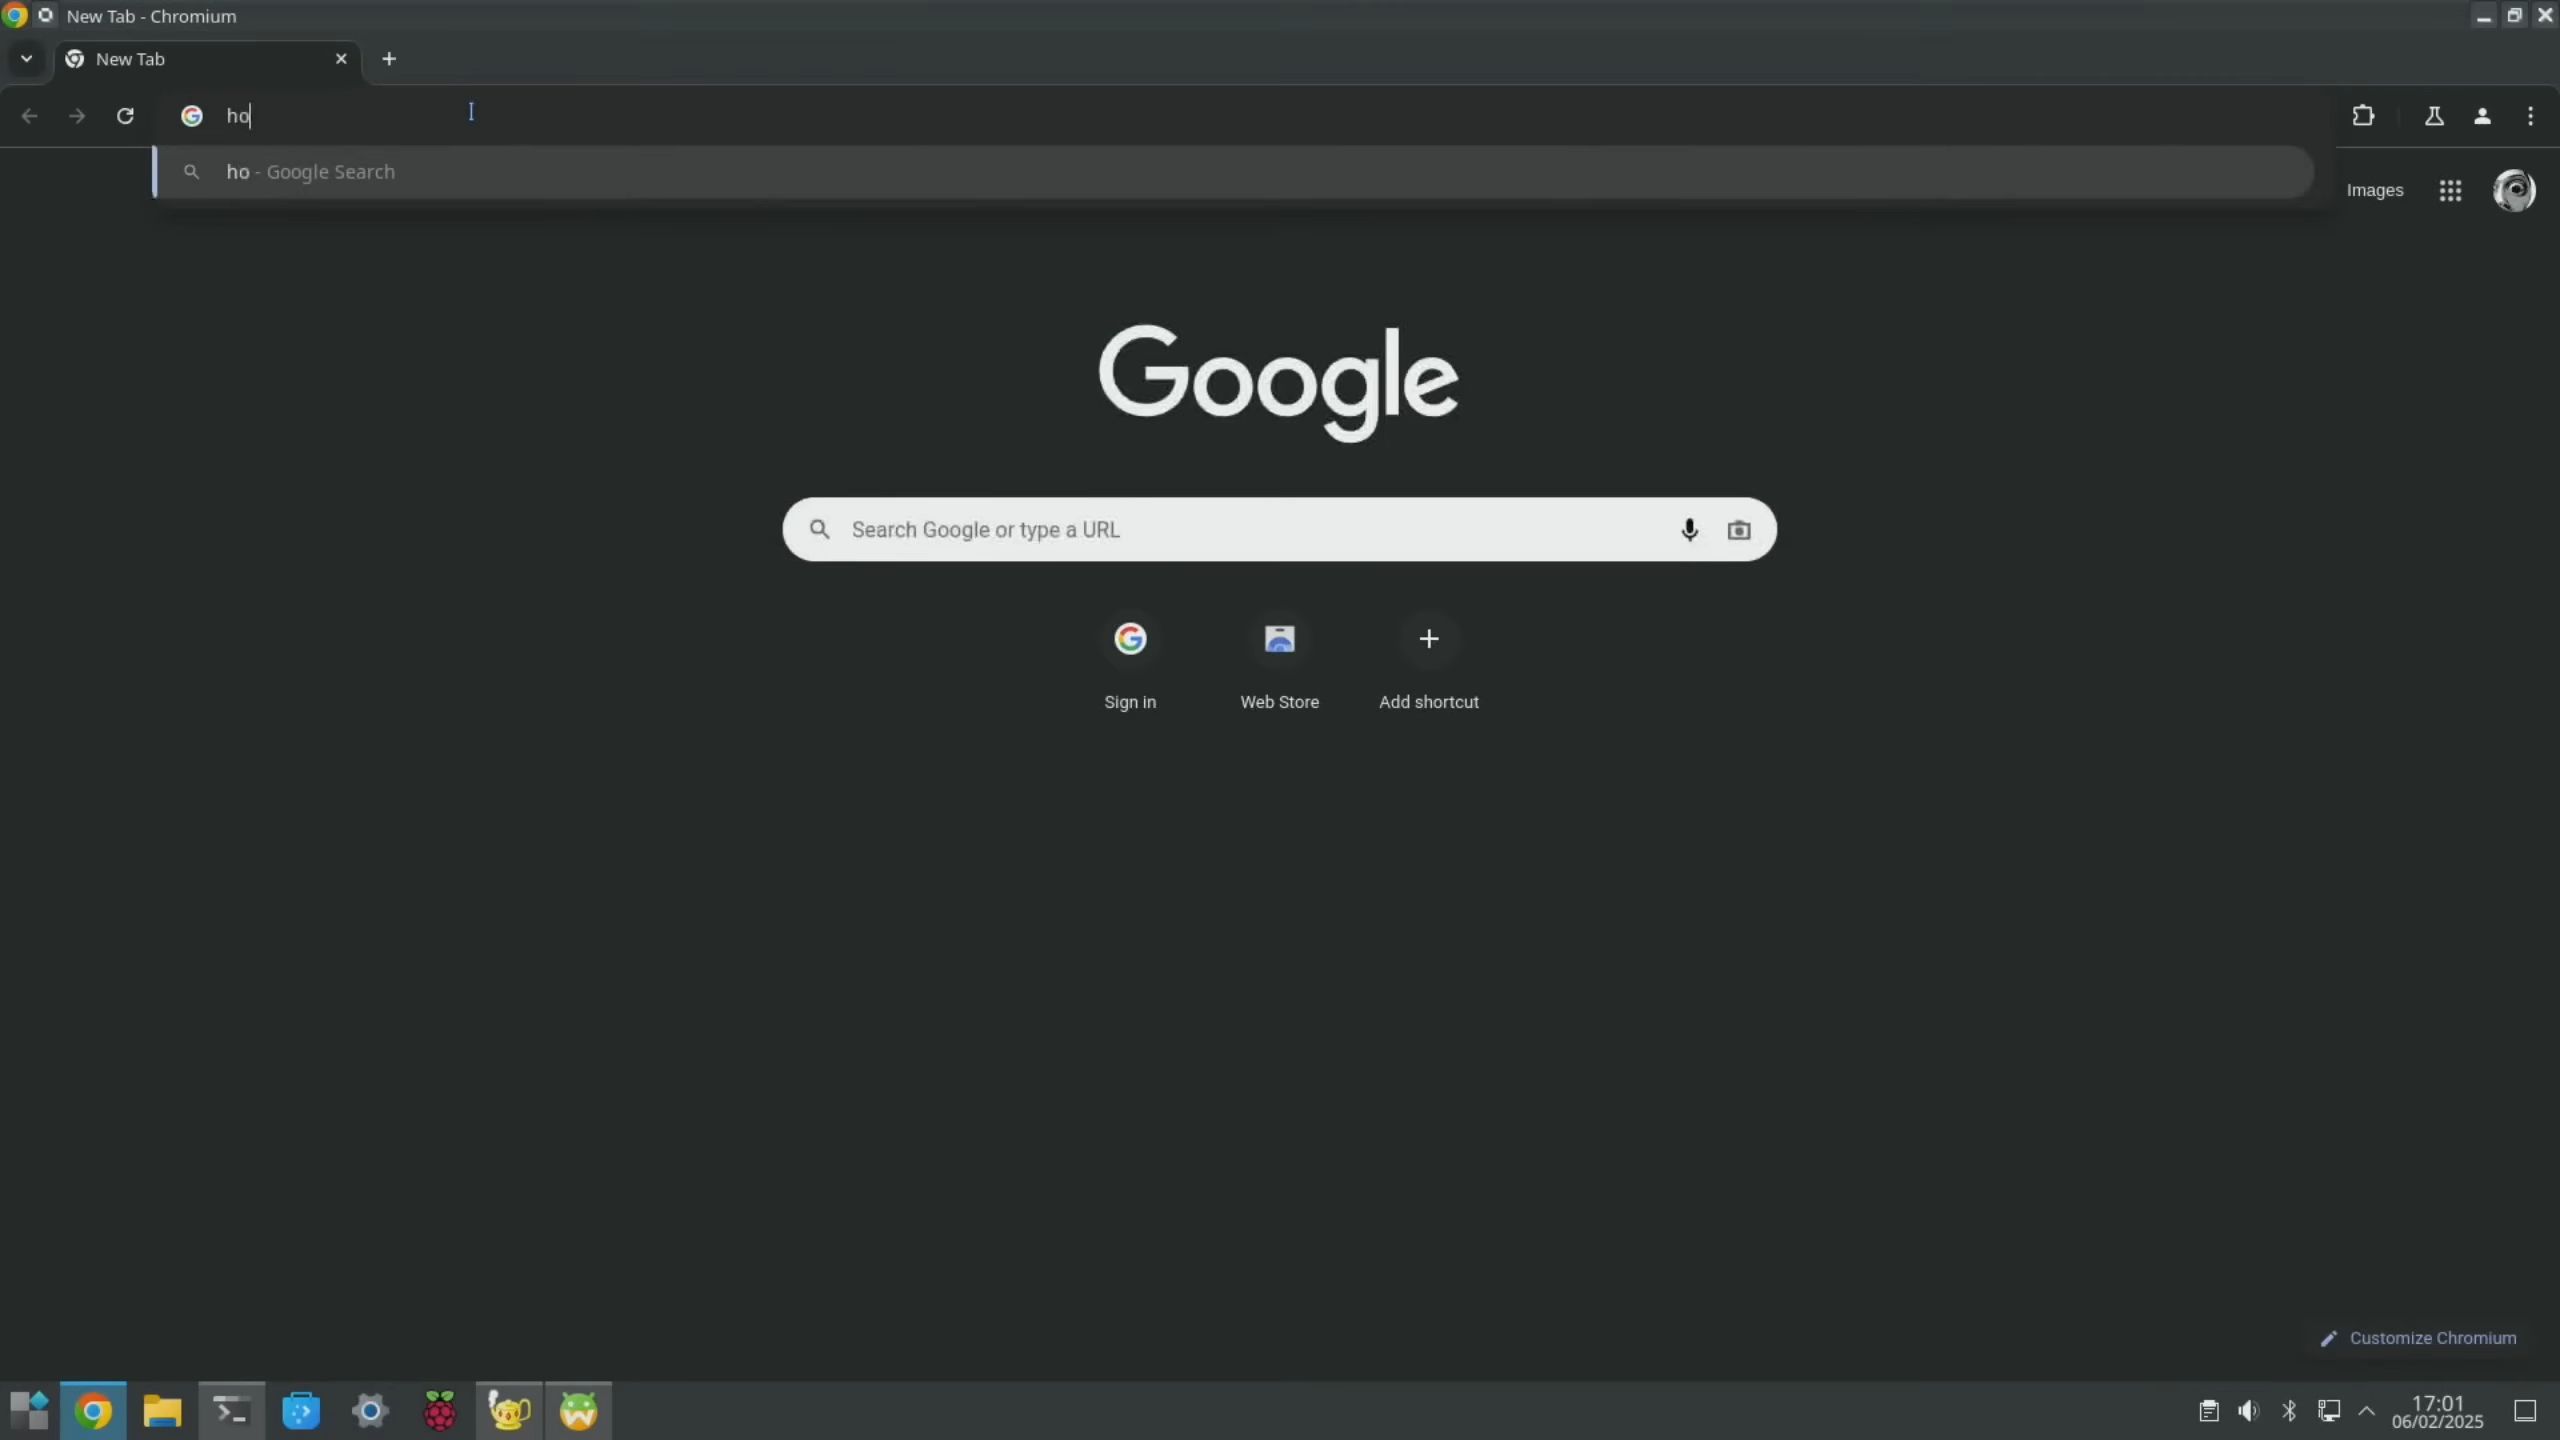 New Tab - Chromium
New Tab
ho
ho - Google Search
Images
Google
Search Google or type a URL
Sign in
Web Store
Add shortcut
Customize Chromium
17:01
06/02/2025